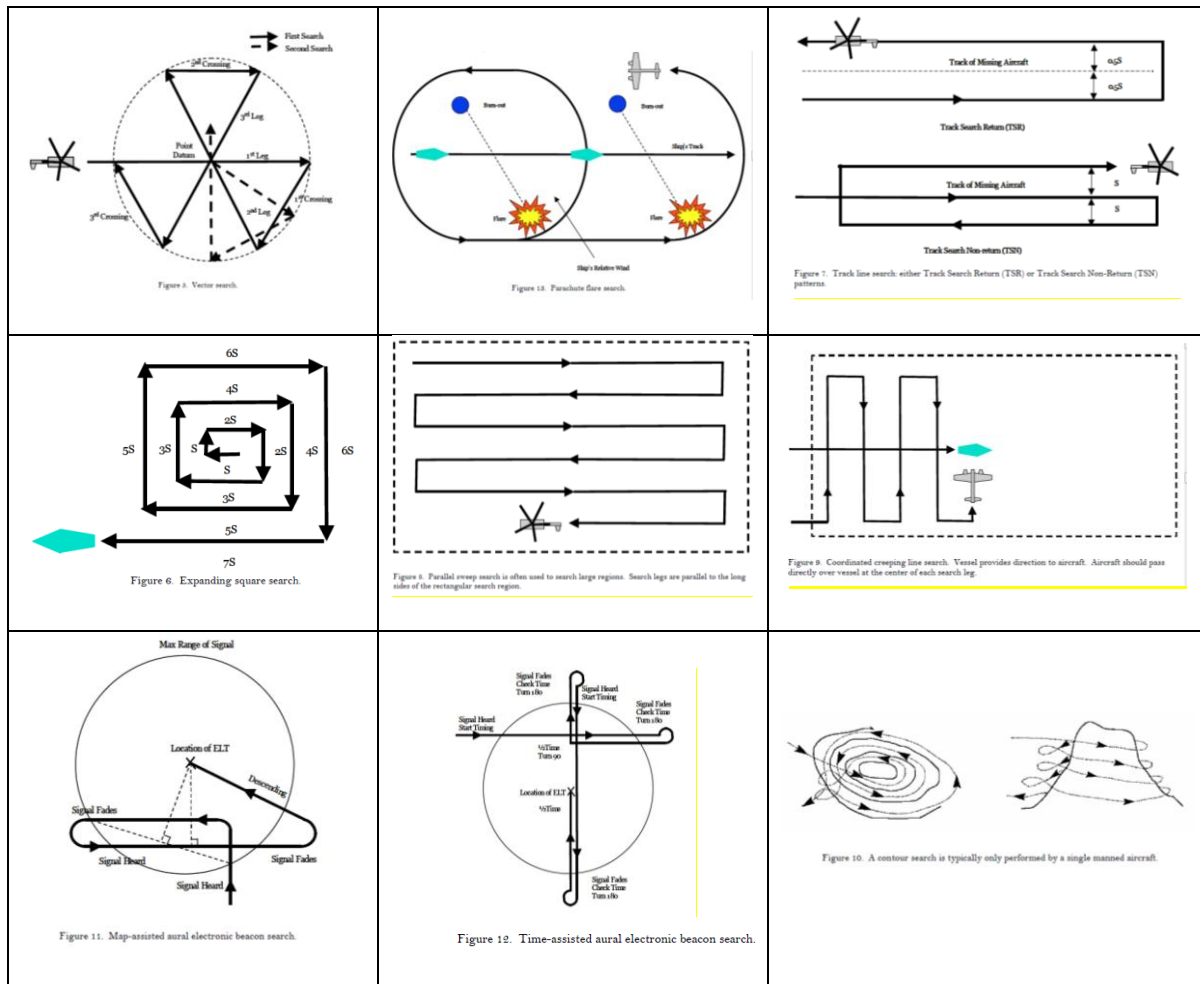 First Search
Second Search
2nd Crossing
3rd Leg
Point
Datum
1st Leg
1st Crossing
2nd Leg
3rd Crossing
Figure 5. Vector search.
Burn-out
Burn-out
Ship's Track
Flare
Flare
Ship's Relative Wind
Figure 13. Parachute flare search.
Track of Missing Aircraft
0.5S
0.5S
Track Search Return (TSR)
Track of Missing Aircraft
S
S
Track Search Non-return (TSN)
Figure 7. Track line search: either Track Search Return (TSR) or Track Search Non-Return (TSN)
patterns.
6S
4S
2S
5S
3S
S
2S
4S
6S
S
3S
5S
7S
Figure 6. Expanding square search.
Figure 8. Parallel sweep search is often used to search large regions. Search legs are parallel to the long
sides of the rectangular search region.
Figure 9. Coordinated creeping line search. Vessel provides direction to aircraft. Aircraft should pass
directly over vessel at the center of each search leg.
Max Range of Signal
Location of ELT
Descending
Signal Fades
Signal Heard
Signal Fades
Signal Heard
Figure 11. Map-assisted aural electronic beacon search.
Signal Fades
Check Time
Turn 180
Signal Heard
Start Timing
Signal Fades
Check Time
Turn 180
Signal Heard
Start Timing
½Time
Turn 90
Location of ELT
½Time
Signal Fades
Check Time
Turn 180
Figure 12. Time-assisted aural electronic beacon search.
Figure 10. A contour search is typically only performed by a single manned aircraft.